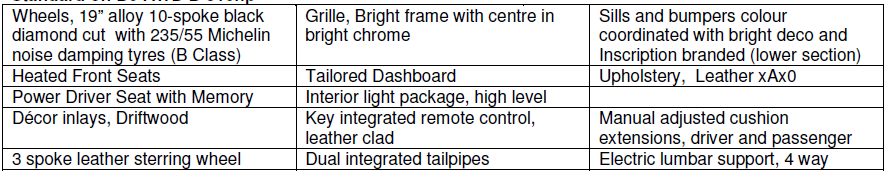 Wheels, 19” alloy 10-spoke black
diamond cut with 235/55 Michelin
noise damping tyres (B Class)
Grille, Bright frame with centre in
bright chrome
Sills and bumpers colour
coordinated with bright deco and
Inscription branded (lower section)
Heated Front Seats
Tailored Dashboard
Upholstery, Leather xAx0
Power Driver Seat with Memory
Interior light package, high level
Décor inlays, Driftwood
Key integrated remote control,
leather clad
Manual adjusted cushion
extensions, driver and passenger
3 spoke leather sterring wheel
Dual integrated tailpipes
Electric lumbar support, 4 way